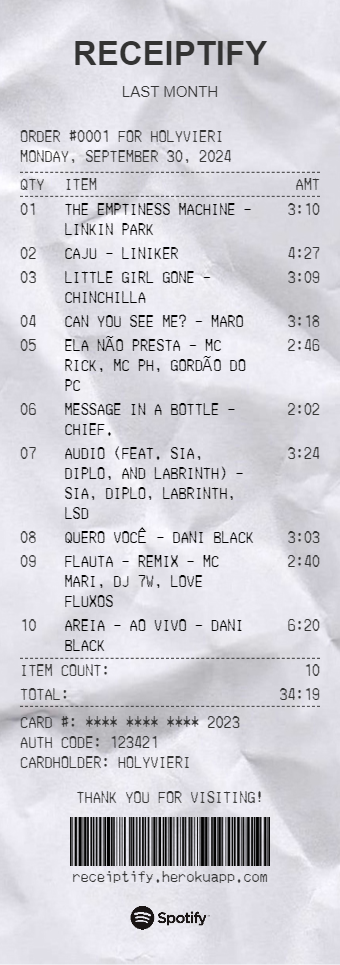 RECEIPTIFY
LAST MONTH
ORDER #0001 FOR HOLYVIERI
MONDAY, SEPTEMBER 30, 2024
QTY ITEM AMT
01 THE EMPTINESS MACHINE - 3:10
LINKIN PARK
02 CAJU - LINIKER 4:27
03 LITTLE GIRL GONE - 3:09
CHINCHILLA
04 CAN YOU SEE ME? - MARO 3:18
05 ELA NÃO PRESTA - MC 2:46
RICK, MC PH, GORDÃO DO
PC
06 MESSAGE IN A BOTTLE - 2:02
CHIEF.
07 AUDIO (FEAT. SIA, 3:24
DIPLO, AND LABRINTH) -
SIA, DIPLO, LABRINTH,
LSD
08 QUERO VOCÊ - DANI BLACK 3:03
09 FLAUTA - REMIX - MC 2:40
MARI, DJ 7W, LOVE
FLUXOS
10 AREIA - AO VIVO - DANI 6:20
BLACK
ITEM COUNT: 10
TOTAL: 34:19
CARD #: **** **** **** 2023
AUTH CODE: 123421
CARDHOLDER: HOLYVIERI
THANK YOU FOR VISITING!
receiptify.herokuapp.com
Spotify